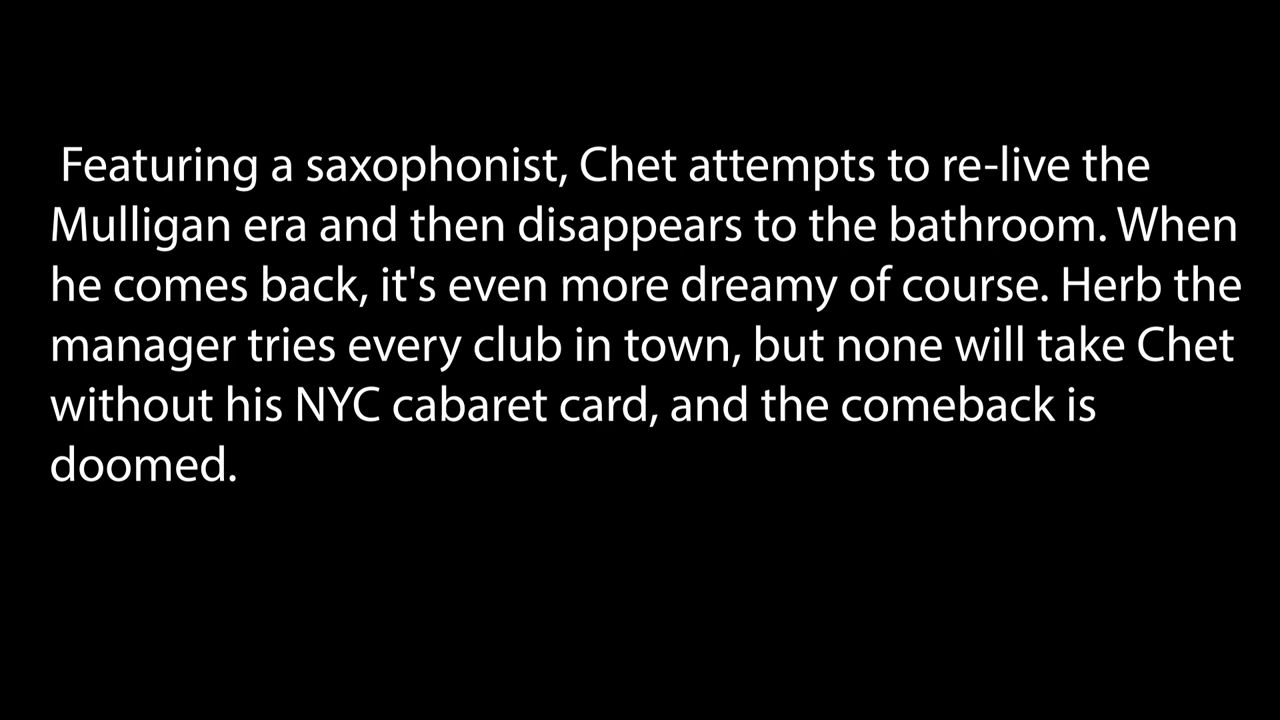 Featuring a saxophonist, Chet attempts to re-live the
Mulligan era and then disappears to the bathroom. When
he comes back, it's even more dreamy of course. Herb the
manager tries every club in town, but none will take Chet
without his NYC cabaret card, and the comeback is
doomed.